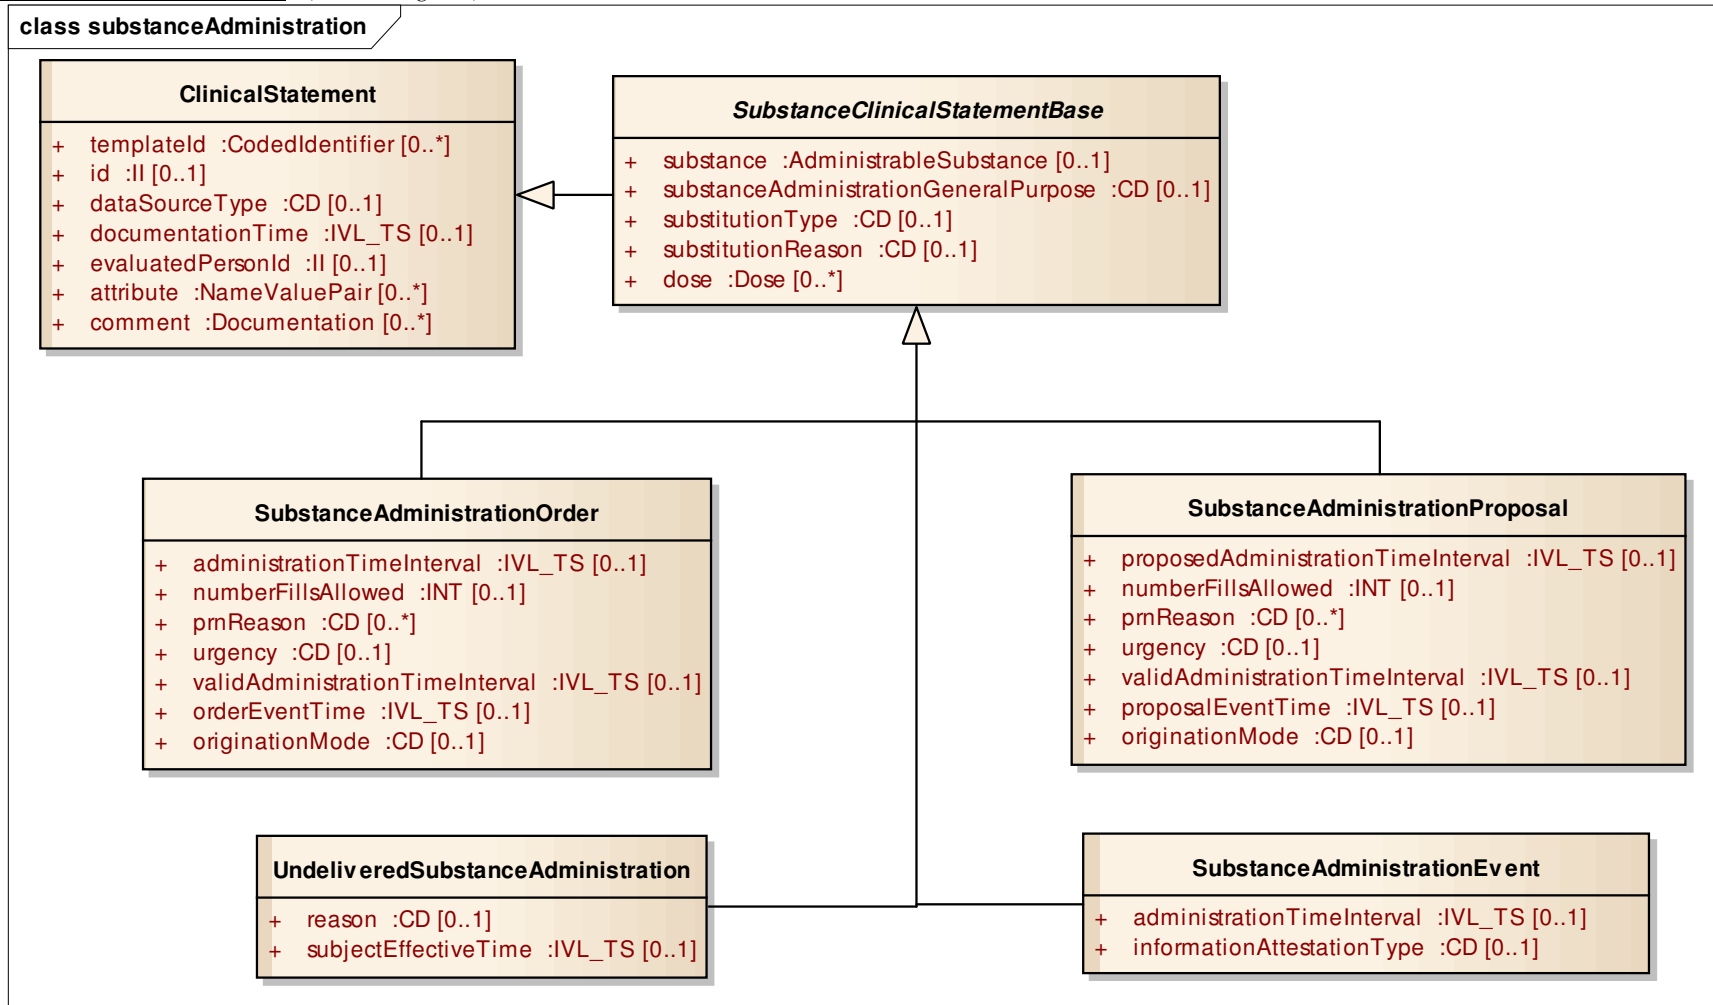 class substanceAdministration
ClinicalStatement
+ templateId :CodedIdentifier [0..*]
+ id :II [0..1]
+ dataSourceType :CD [0..1]
+ documentationTime :IVL_TS [0..1]
+ evaluatedPersonId :II [0..1]
+ attribute :NameValuePair [0..*]
+ comment :Documentation [0..*]
SubstanceClinicalStatementBase
+ substance :AdministrableSubstance [0..1]
+ substanceAdministrationGeneralPurpose :CD [0..1]
+ substitutionType :CD [0..1]
+ substitutionReason :CD [0..1]
+ dose :Dose [0..*]
SubstanceAdministrationOrder
+ administrationTimeInterval :IVL_TS [0..1]
+ numberFillsAllowed :INT [0..1]
+ prnReason :CD [0..*]
+ urgency :CD [0..1]
+ validAdministrationTimeInterval :IVL_TS [0..1]
+ orderEventTime :IVL_TS [0..1]
+ originationMode :CD [0..1]
SubstanceAdministrationProposal
+ proposedAdministrationTimeInterval :IVL_TS [0..1]
+ numberFillsAllowed :INT [0..1]
+ prnReason :CD [0..*]
+ urgency :CD [0..1]
+ validAdministrationTimeInterval :IVL_TS [0..1]
+ proposalEventTime :IVL_TS [0..1]
+ originationMode :CD [0..1]
UndeliveredSubstanceAdministration
+ reason :CD [0..1]
+ subjectEffectiveTime :IVL_TS [0..1]
SubstanceAdministrationEvent
+ administrationTimeInterval :IVL_TS [0..1]
+ informationAttestationType :CD [0..1]